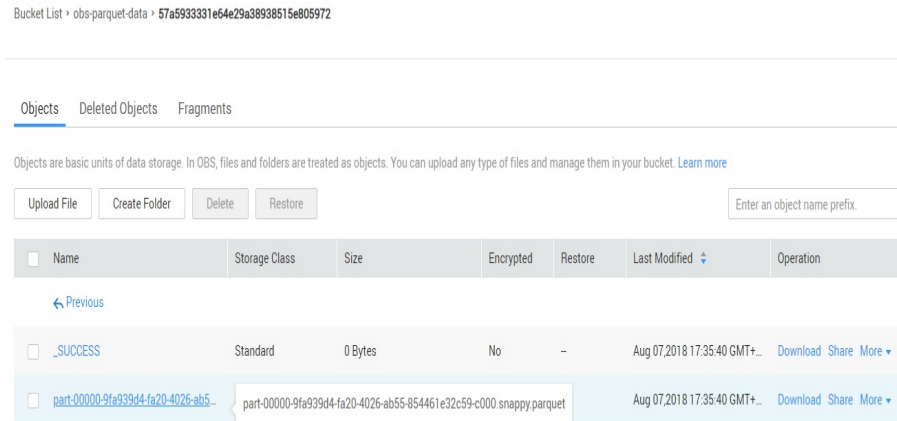 Bucket List › obs-parquet-data › 57a5933331e64e29a38938515e805972
Objects Deleted Objects Fragments
Objects are basic units of data storage. In OBS, files and folders are treated as objects. You can upload any type of files and manage them in your bucket. Learn more
Upload File Create Folder Delete Restore Enter an object name prefix.
Name Storage Class Size Encrypted Restore Last Modified Operation
Previous
_SUCCESS Standard 0 Bytes No -- Aug 07,2018 17:35:40 GMT+... Download Share More
part-00000-9fa939d4-fa20-4026-ab5... part-00000-9fa939d4-fa20-4026-ab55-854461e32c59-c000.snappy.parquet Aug 07,2018 17:35:40 GMT+... Download Share More